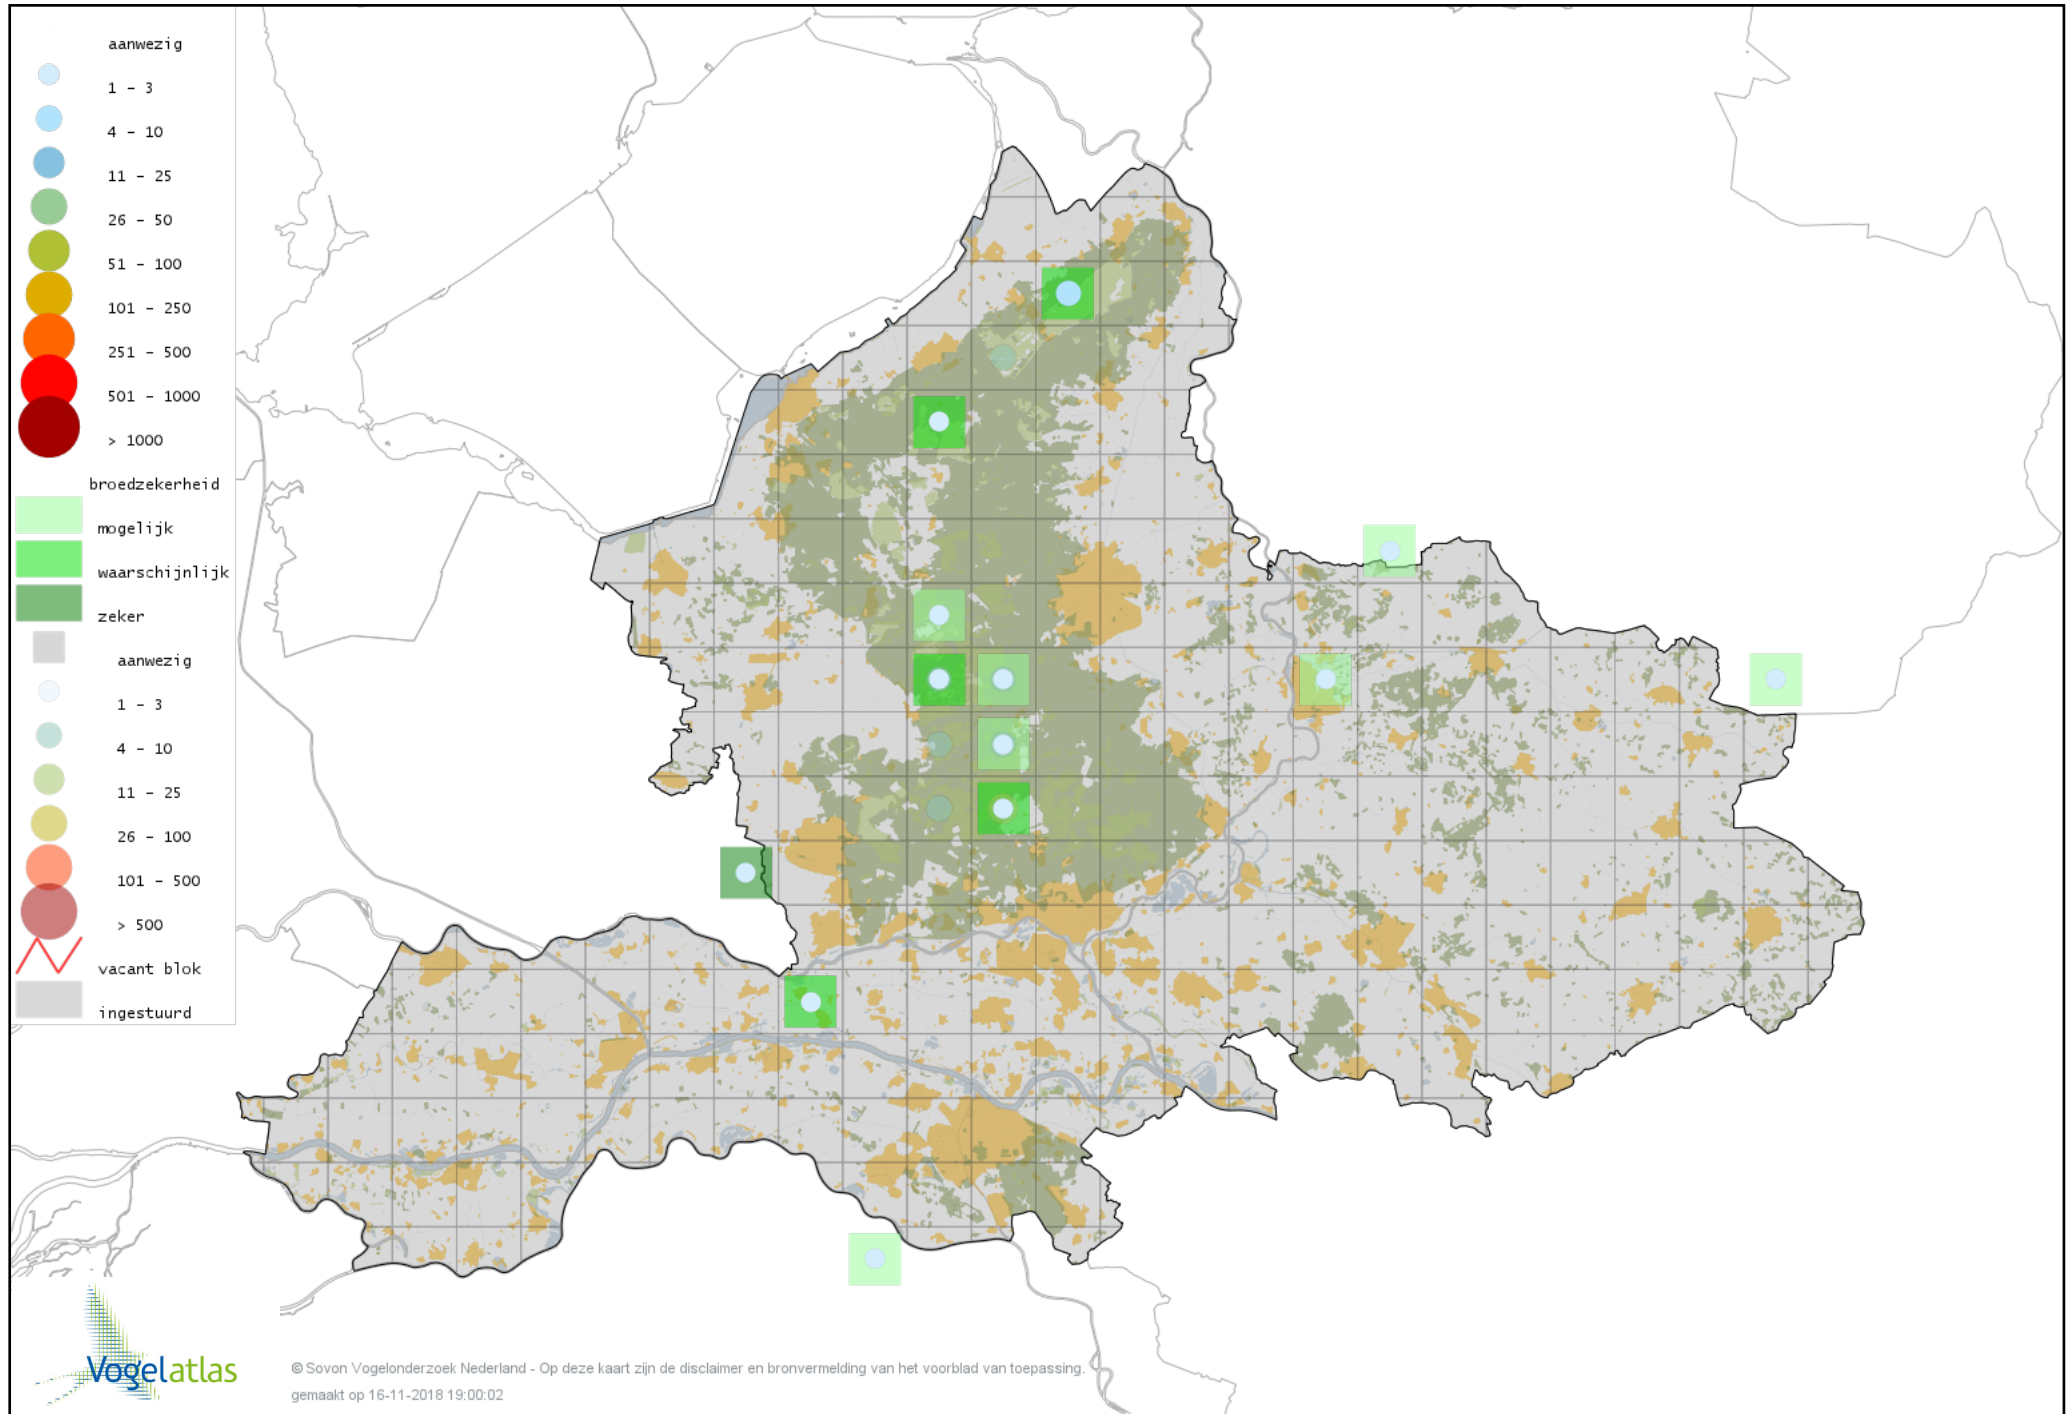 aanwezig
1 - 3
4 - 10
11 - 25
26 - 50
51 - 100
101 - 250
251 - 500
501 - 1000
> 1000
broedzekerheid
mogelijk
waarschijnlijk
zeker
aanwezig
1 - 3
4 - 10
11 - 25
26 - 100
101 - 500
> 500
vacant blok
ingestuurd
Vogelatlas
© Sovon Vogelonderzoek Nederland - Op deze kaart zijn de disclaimer en bronvermelding van het voorblad van toepassing.
gemaakt op 16-11-2018 19:00:02